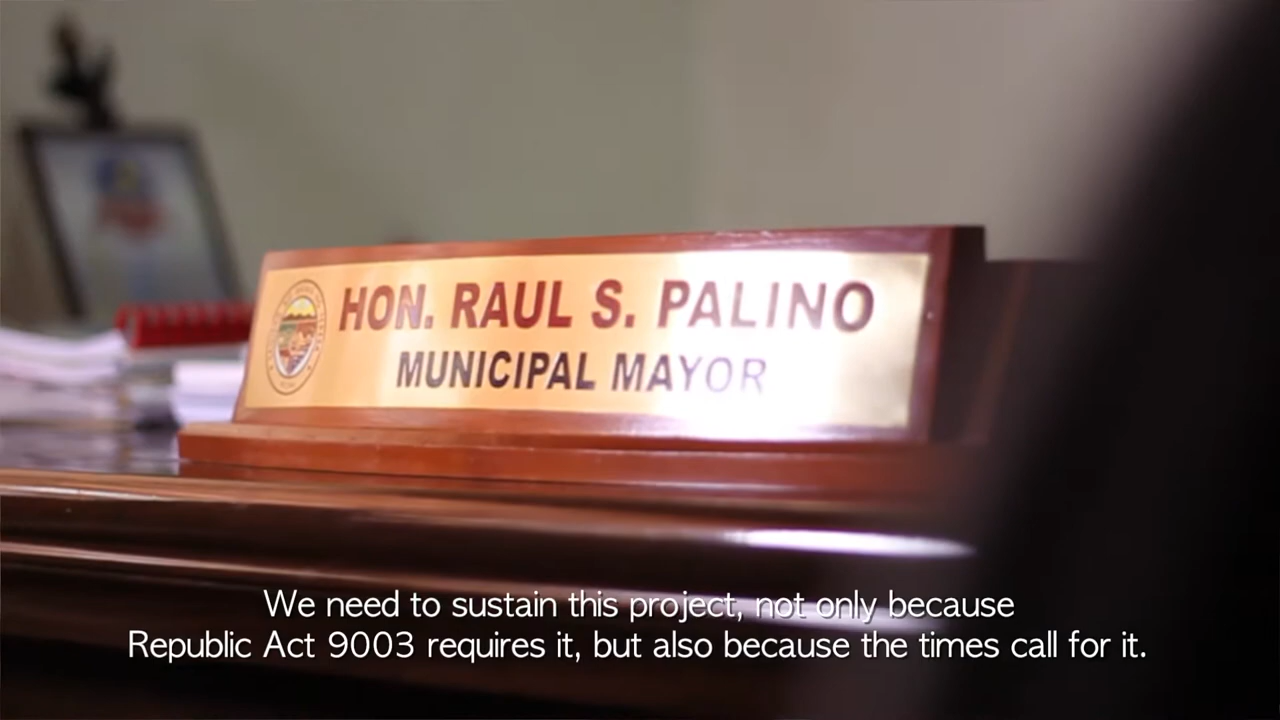 HON. RAUL S. PALINO
MUNICIPAL MAYOR
We need to sustain this project, not only because
Republic Act 9003 requires it, but also because the times call for it.